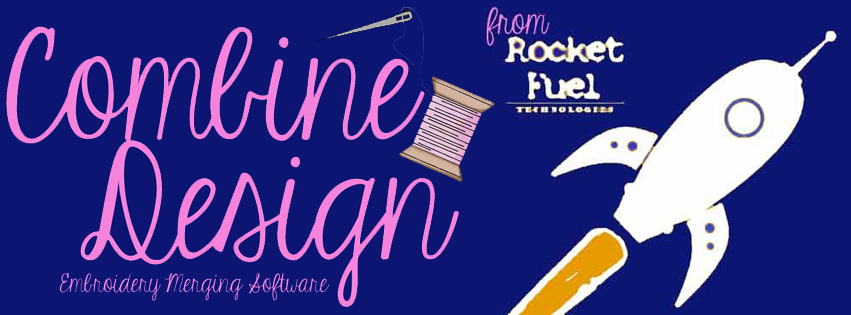 Combine
Design
Embroidery Merging Software
from
Rocket
Fuel
TECHNOLOGIES